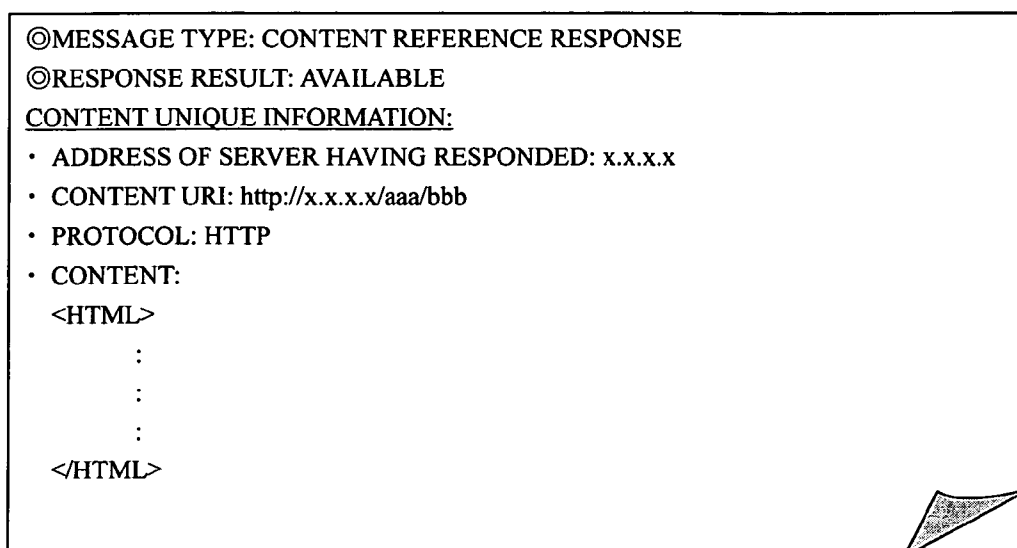 ◎MESSAGE TYPE: CONTENT REFERENCE RESPONSE
◎RESPONSE RESULT: AVAILABLE
CONTENT UNIQUE INFORMATION:
・ ADDRESS OF SERVER HAVING RESPONDED: x.x.x.x
・ CONTENT URI: http://x.x.x.x/aaa/bbb
・ PROTOCOL: HTTP
・ CONTENT:
<HTML>
:
:
:
</HTML>